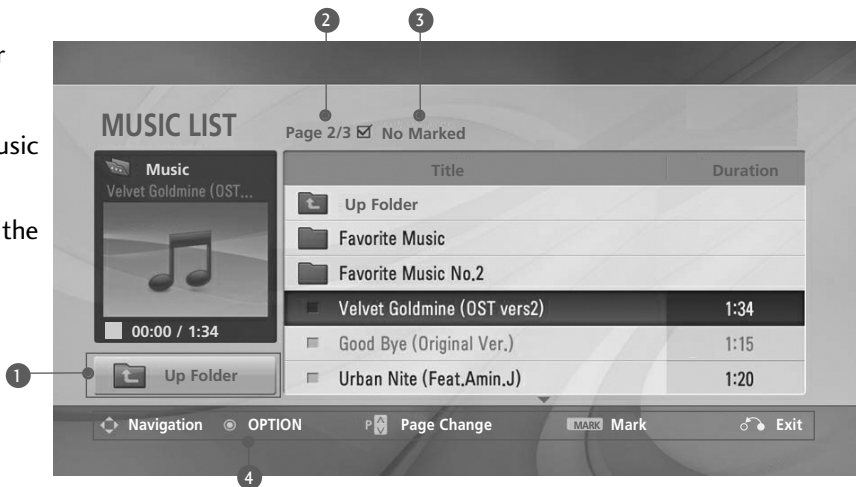 2 3
r
usic
the
MUSIC LIST
Page 2/3 No Marked
Music
Velvet Goldmine (OST...
00:00 / 1:34
Title Duration
Up Folder
Favorite Music
Favorite Music No.2
Velvet Goldmine (OST vers2) 1:34
Good Bye (Original Ver.) 1:15
Urban Nite (Feat.Amin.J) 1:20
1
Up Folder
Navigation OPTION P Page Change MARK Mark Exit
4